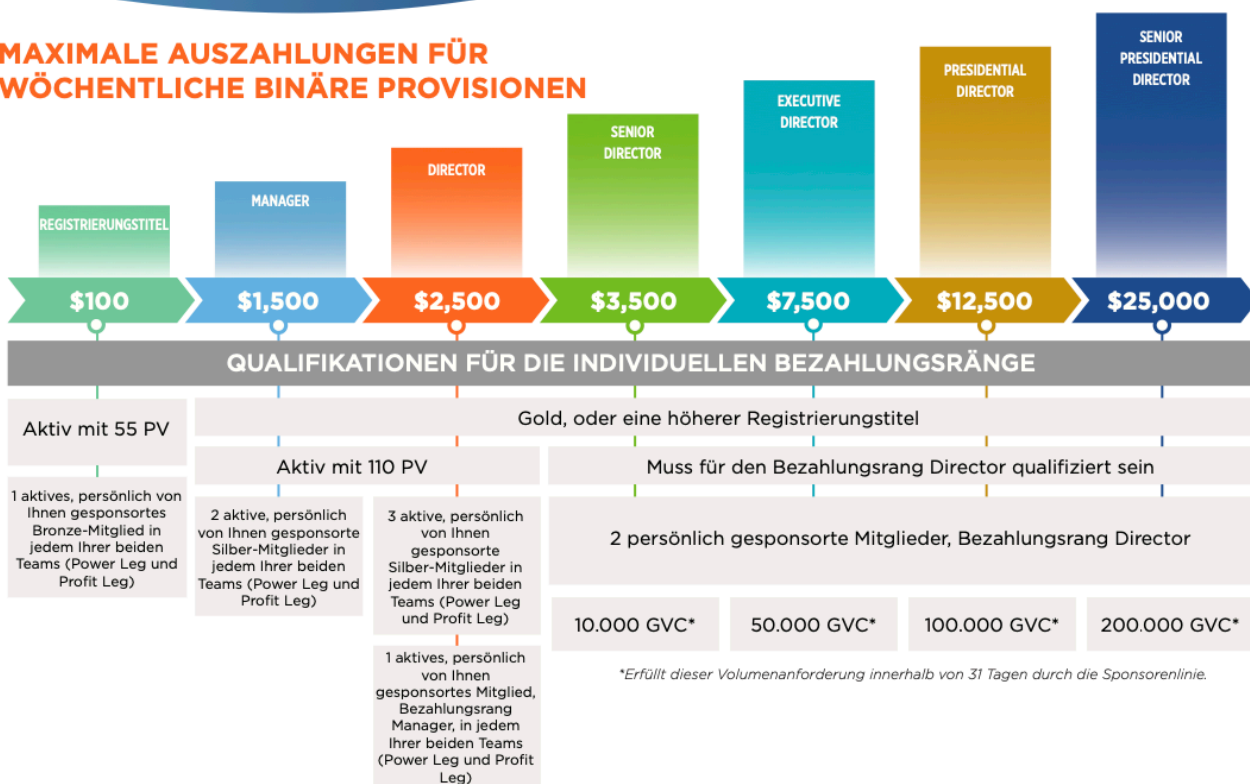 MAXIMALE AUSZAHLUNGEN FÜR
WÖCHENTLICHE BINÄRE PROVISIONEN
REGISTRIERUNGSTITEL
MANAGER
DIRECTOR
SENIOR
DIRECTOR
EXECUTIVE
DIRECTOR
PRESIDENTIAL
DIRECTOR
SENIOR
PRESIDENTIAL
DIRECTOR
$100
$1,500
$2,500
$3,500
$7,500
$12,500
$25,000
QUALIFIKATIONEN FÜR DIE INDIVIDUELLEN BEZAHLUNGSRÄNGE
Aktiv mit 55 PV
Gold, oder eine höherer Registrierungstitel
Aktiv mit 110 PV
Muss für den Bezahlungsrang Director qualifiziert sein
1 aktives, persönlich von
Ihnen gesponsortes
Bronze-Mitglied in
jedem Ihrer beiden
Teams (Power Leg und
Profit Leg)
2 aktive, persönlich
von Ihnen gesponsorte
Silber-Mitglieder in
jedem Ihrer beiden
Teams (Power Leg und
Profit Leg)
3 aktive, persönlich
von Ihnen
gesponsorte
Silber-Mitglieder in
jedem Ihrer beiden
Teams (Power Leg
und Profit Leg)
1 aktives, persönlich
von Ihnen
gesponsortes Mitglied,
Bezahlungsrang
Manager, in jedem
Ihrer beiden Teams
(Power Leg und Profit
Leg)
2 persönlich gesponsorte Mitglieder, Bezahlungsrang Director
10.000 GVC*
50.000 GVC*
100.000 GVC*
200.000 GVC*
*Erfüllt dieser Volumenanforderung innerhalb von 31 Tagen durch die Sponsorenlinie.